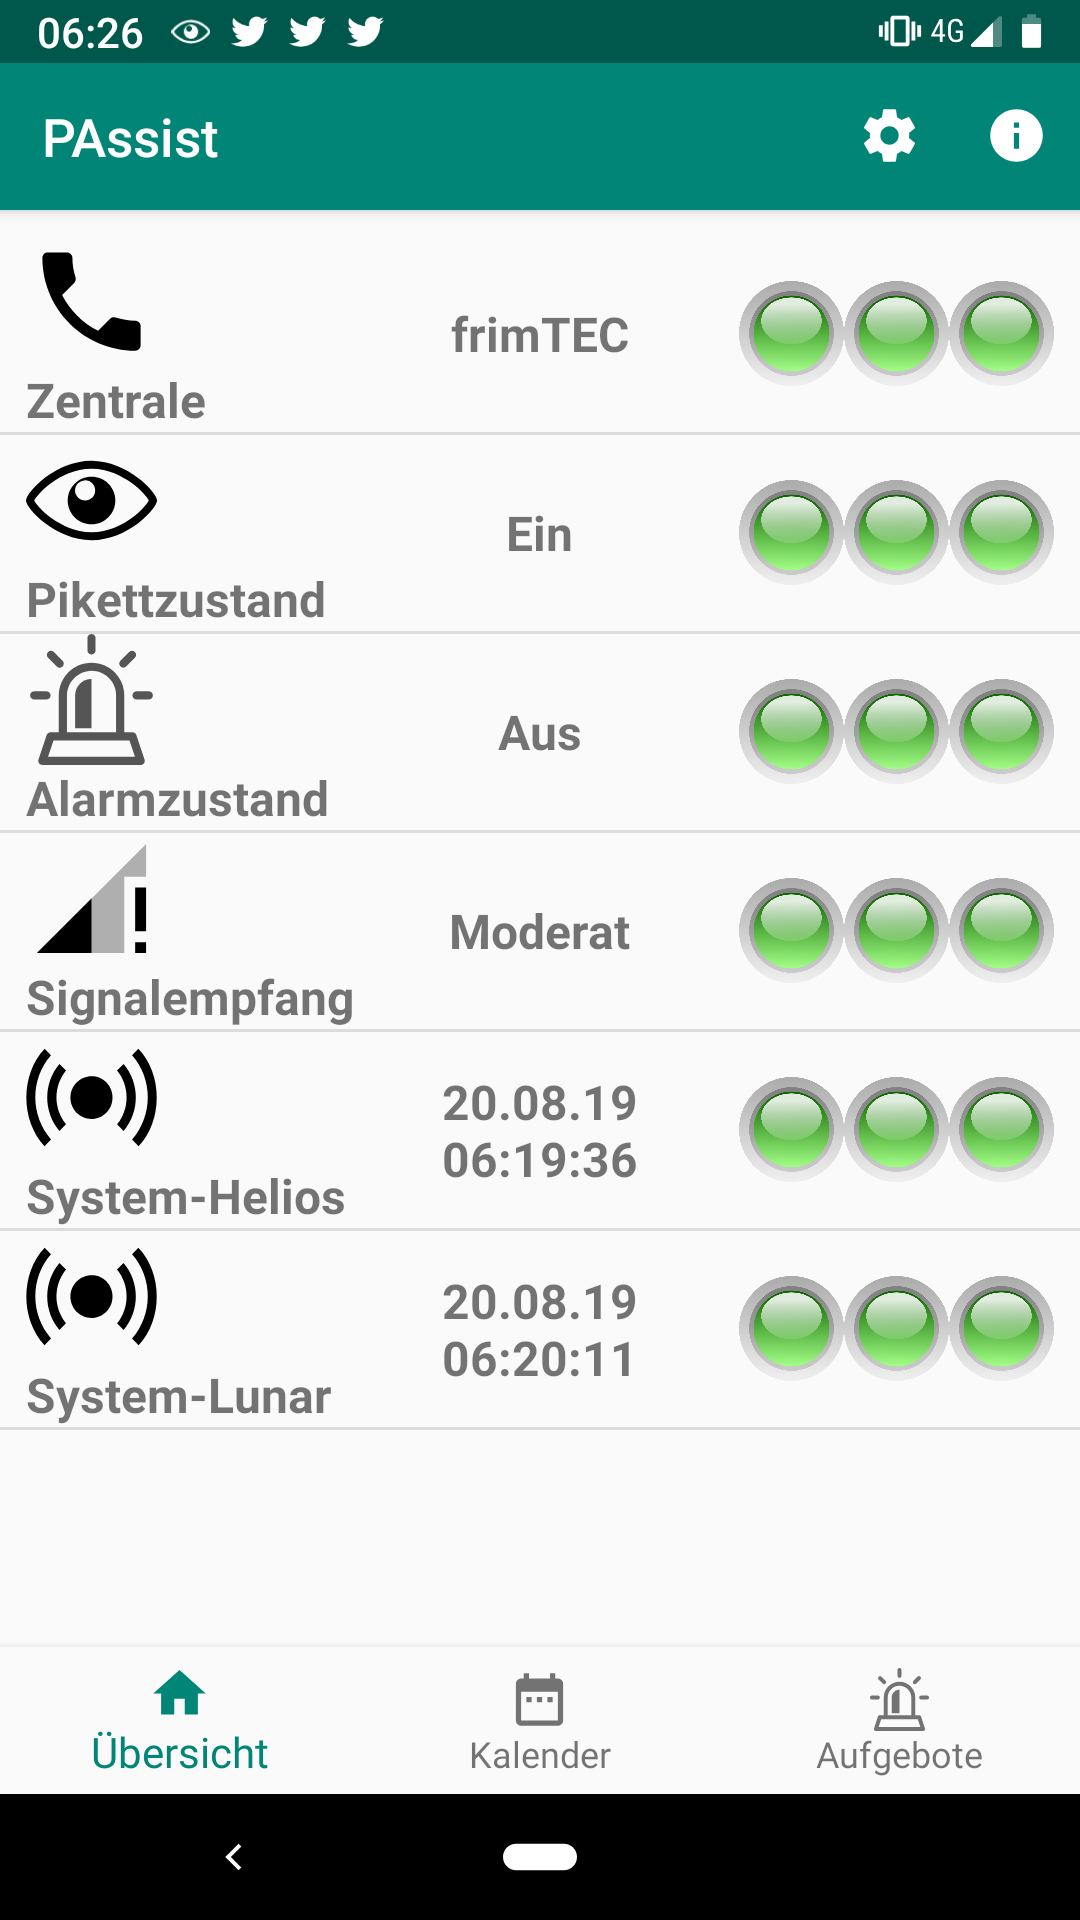 06:26
4G
PAssist
frimTEC
Zentrale
Ein
Pikettzustand
Aus
Alarmzustand
Moderat
Signalempfang
20.08.19
06:19:36
System-Helios
20.08.19
06:20:11
System-Lunar
Übersicht
Kalender
Aufgebote